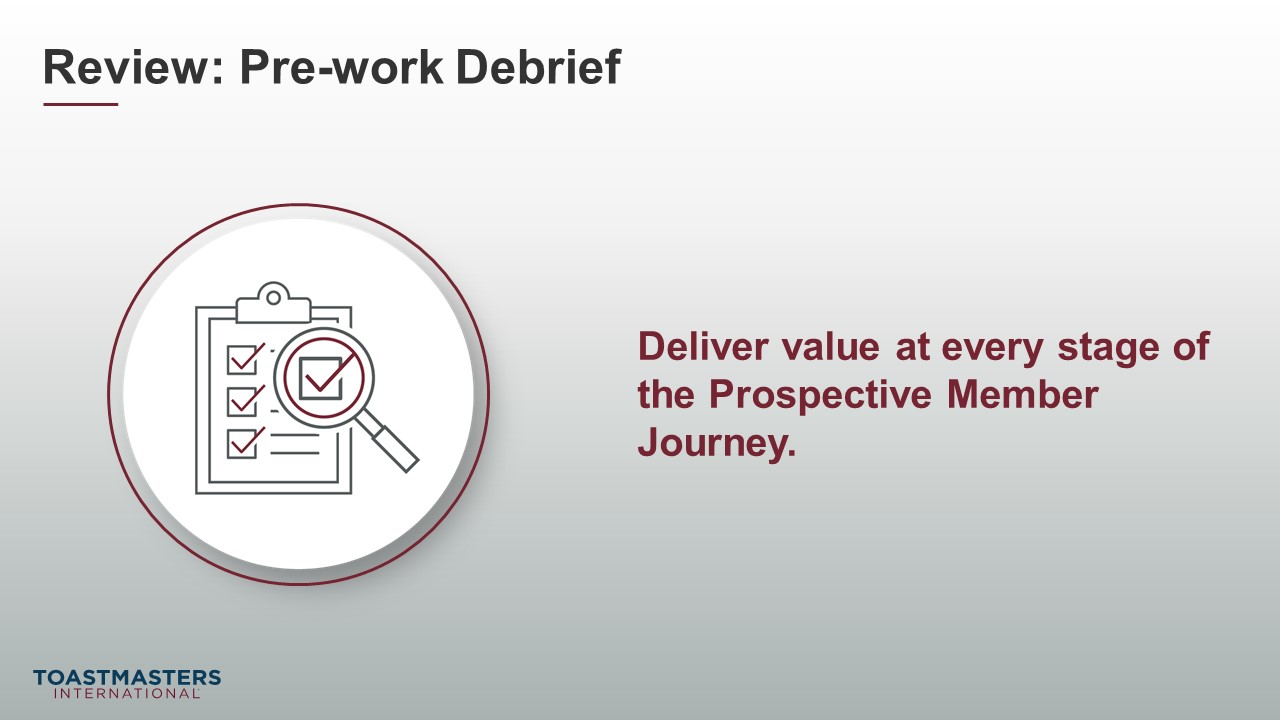 Review: Pre-work Debrief
Deliver value at every stage of
the Prospective Member
Journey.
TOASTMASTERS
INTERNATIONAL